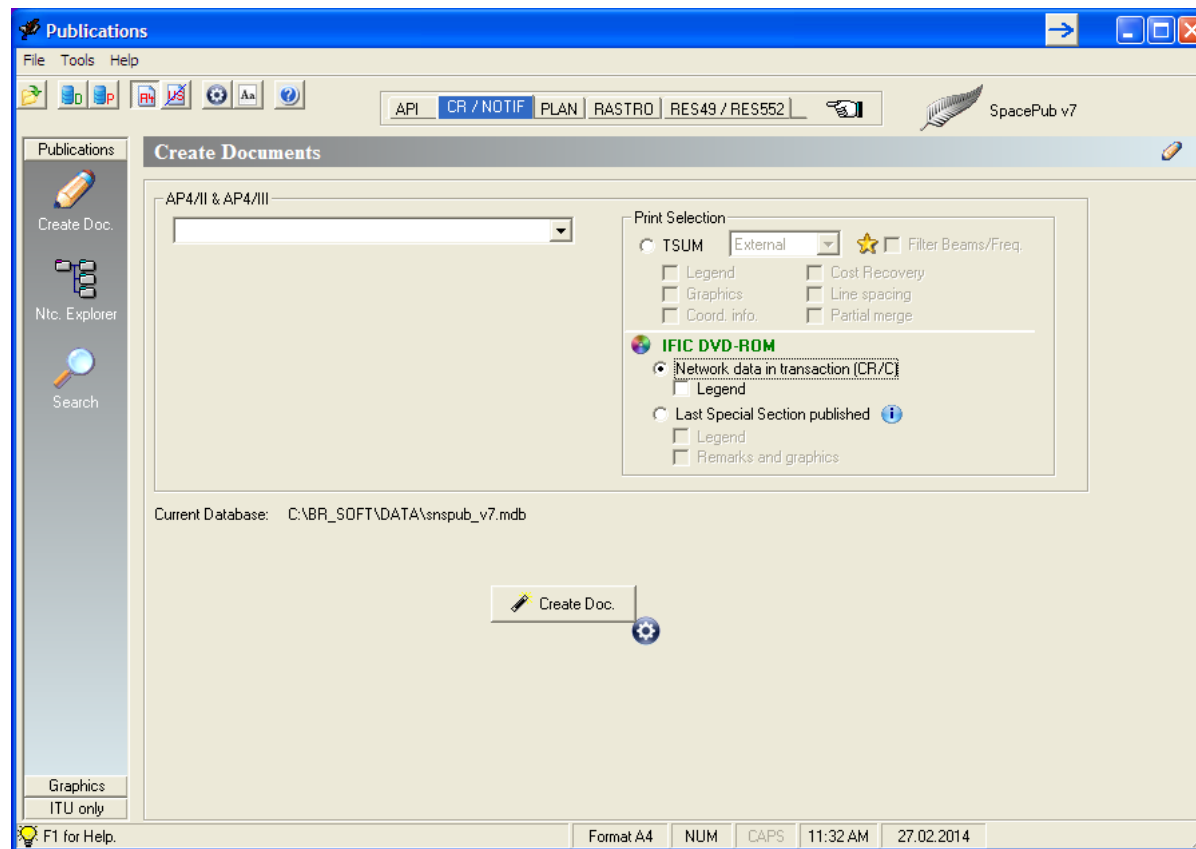 Publications
File Tools Help
API CR / NOTIF PLAN RASTRO RES49 / RES552
SpacePub v7
Publications
Create Documents
Create Doc.
Ntc. Explorer
Search
AP4/II & AP4/III
Print Selection
TSUM External Filter Beams/Freq.
Legend Cost Recovery
Graphics Line spacing
Coord. info. Partial merge
IFIC DVD-ROM
Network data in transaction (CR/C)
Legend
Last Special Section published
Legend
Remarks and graphics
Current Database: C:\BR_SOFT\DATA\snspub_v7.mdb
Create Doc.
Graphics
ITU only
F1 for Help. Format A4 NUM CAPS 11:32 AM 27.02.2014